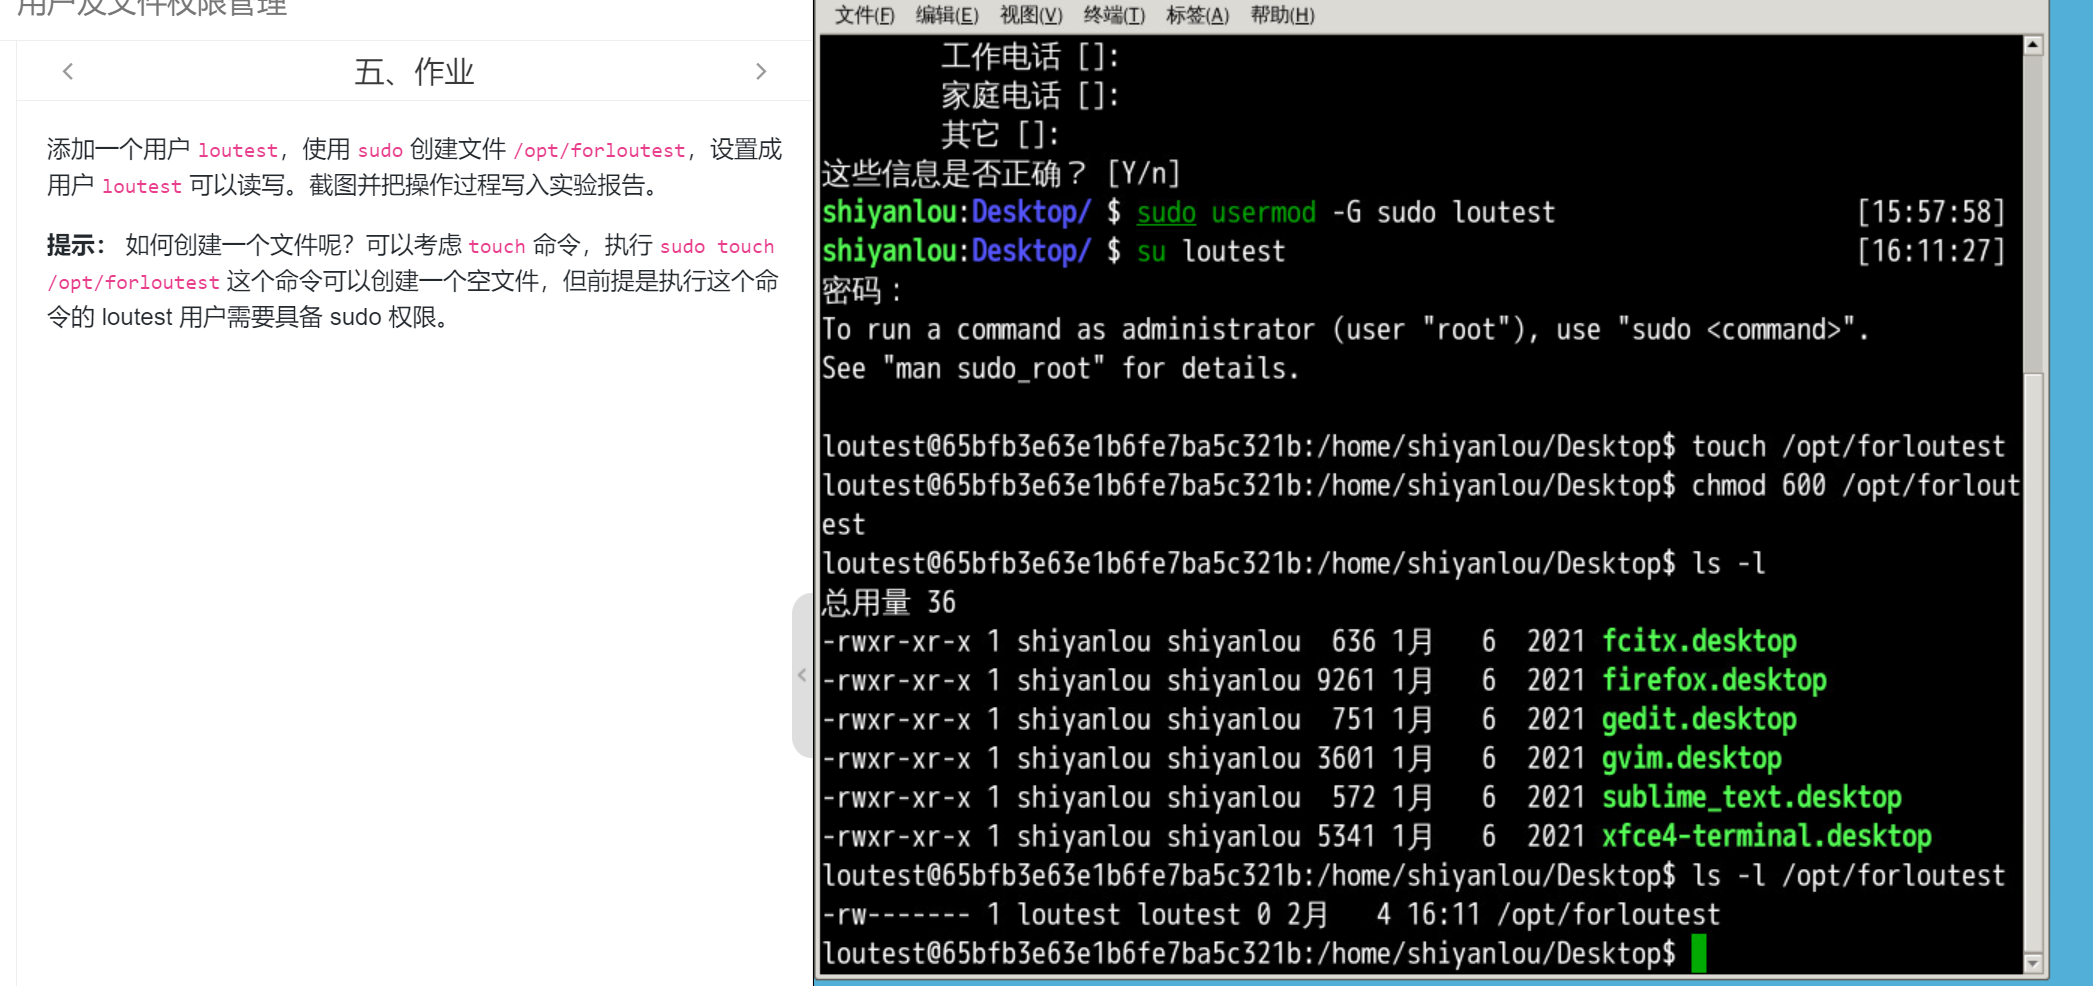 用户及文件权限管理
五、作业
添加一个用户 loutest，使用 sudo 创建文件 /opt/forloutest，设置成
用户 loutest 可以读写。截图并把操作过程写入实验报告。
提示： 如何创建一个文件呢？可以考虑 touch 命令，执行 sudo touch
/opt/forloutest 这个命令可以创建一个空文件，但前提是执行这个命
令的 loutest 用户需要具备 sudo 权限。
文件(F) 编辑(E) 视图(V) 终端(T) 标签(A) 帮助(H)
工作电话 []:
家庭电话 []:
其它 []:
这些信息是否正确？ [Y/n]
shiyanlou:Desktop/ $ sudo usermod -G sudo loutest [15:57:58]
shiyanlou:Desktop/ $ su loutest [16:11:27]
密码：
To run a command as administrator (user "root"), use "sudo <command>".
See "man sudo_root" for details.
loutest@65bfb3e63e1b6fe7ba5c321b:/home/shiyanlou/Desktop$ touch /opt/forloutest
loutest@65bfb3e63e1b6fe7ba5c321b:/home/shiyanlou/Desktop$ chmod 600 /opt/forlout
est
loutest@65bfb3e63e1b6fe7ba5c321b:/home/shiyanlou/Desktop$ ls -l
总用量 36
-rwxr-xr-x 1 shiyanlou shiyanlou 636 1月 6 2021 fcitx.desktop
-rwxr-xr-x 1 shiyanlou shiyanlou 9261 1月 6 2021 firefox.desktop
-rwxr-xr-x 1 shiyanlou shiyanlou 751 1月 6 2021 gedit.desktop
-rwxr-xr-x 1 shiyanlou shiyanlou 3601 1月 6 2021 gvim.desktop
-rwxr-xr-x 1 shiyanlou shiyanlou 572 1月 6 2021 sublime_text.desktop
-rwxr-xr-x 1 shiyanlou shiyanlou 5341 1月 6 2021 xfce4-terminal.desktop
loutest@65bfb3e63e1b6fe7ba5c321b:/home/shiyanlou/Desktop$ ls -l /opt/forloutest
-rw------- 1 loutest loutest 0 2月 4 16:11 /opt/forloutest
loutest@65bfb3e63e1b6fe7ba5c321b:/home/shiyanlou/Desktop$